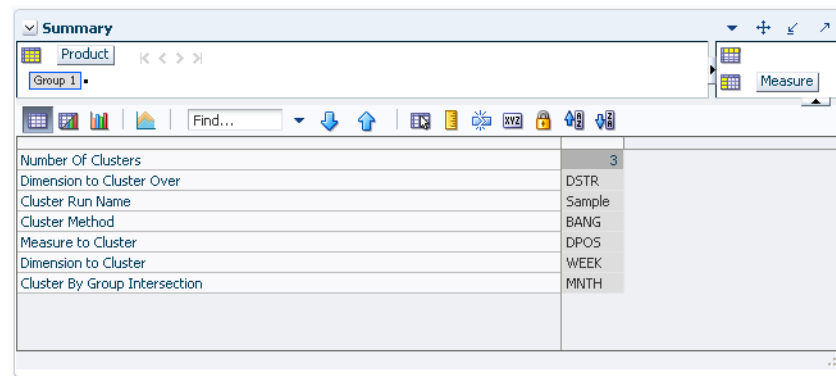 Summary
Product
Group 1
Measure
Find...
XYZ
Number Of Clusters 3
Dimension to Cluster Over DSTR
Cluster Run Name Sample
Cluster Method BANG
Measure to Cluster DPOS
Dimension to Cluster WEEK
Cluster By Group Intersection MNTH